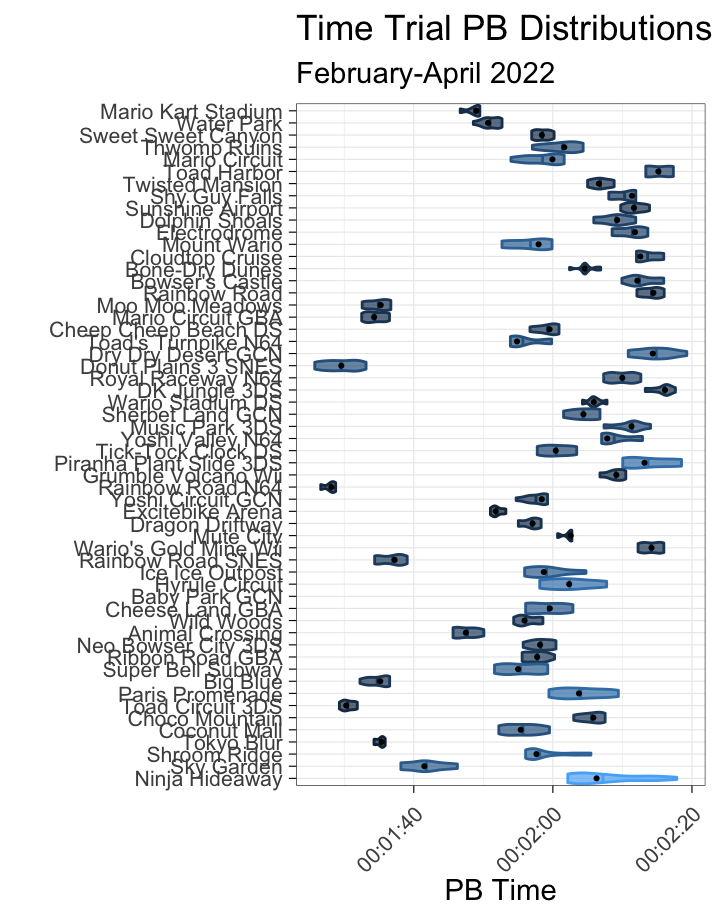 Time Trial PB Distributions
February-April 2022
Mario Kart Stadium
Water Park
Sweet Sweet Canyon
Thwomp Ruins
Mario Circuit
Toad Harbor
Twisted Mansion
Shy Guy Falls
Sunshine Airport
Dolphin Shoals
Electrodrome
Mount Wario
Cloudtop Cruise
Bone-Dry Dunes
Bowser's Castle
Rainbow Road
Moo Moo Meadows
Mario Circuit GBA
Cheep Cheep Beach DS
Toad's Turnpike N64
Dry Dry Desert GCN
Donut Plains 3 SNES
Royal Raceway N64
DK Jungle 3DS
Wario Stadium DS
Sherbet Land GCN
Music Park 3DS
Yoshi Valley N64
Tick-Tock Clock DS
Piranha Plant Slide 3DS
Grumble Volcano Wii
Rainbow Road N64
Yoshi Circuit GCN
Excitebike Arena
Dragon Driftway
Mute City
Wario's Gold Mine Wii
Rainbow Road SNES
Ice Ice Outpost
Hyrule Circuit
Baby Park GCN
Cheese Land GBA
Wild Woods
Animal Crossing
Neo Bowser City 3DS
Ribbon Road GBA
Super Bell Subway
Big Blue
Paris Promenade
Toad Circuit 3DS
Choco Mountain
Coconut Mall
Tokyo Blur
Shroom Ridge
Sky Garden
Ninja Hideaway
00:01:40
00:02:00
00:02:20
PB Time